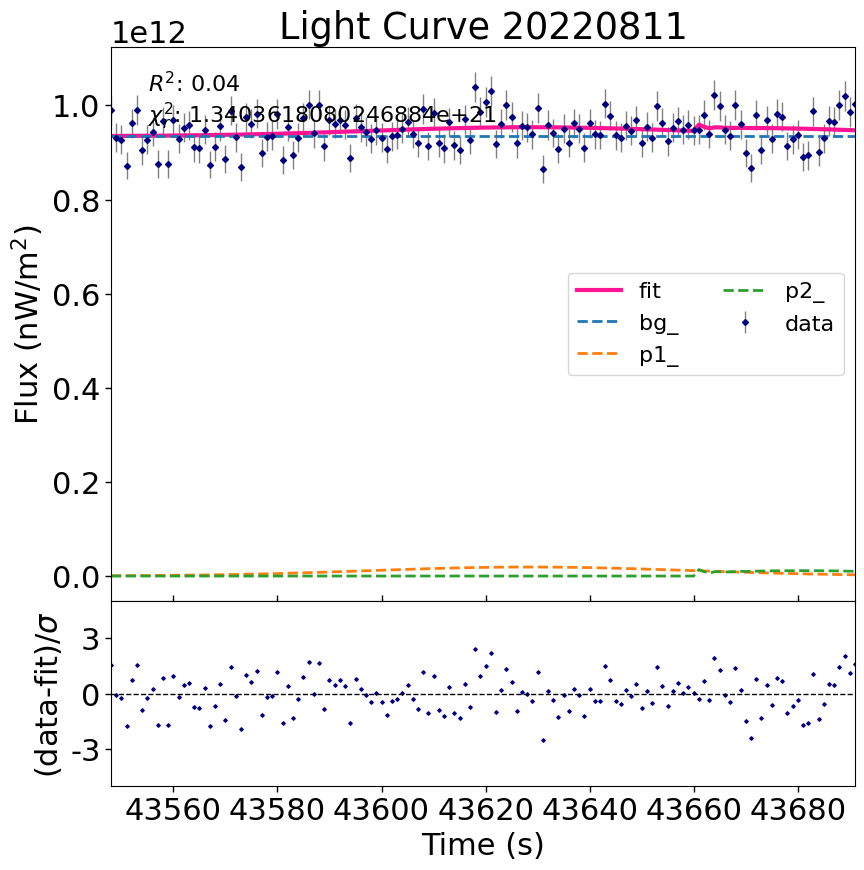 Light Curve 20220811
1e12
R²: 0.04
χ²: 1.3403618080246884e+21
1.0
0.8
0.6
0.4
0.2
0.0
Flux (nW/m²)
fit
bg_
p1_
p2_
data
3
0
-3
(data-fit)/σ
43560 43580 43600 43620 43640 43660 43680
Time (s)